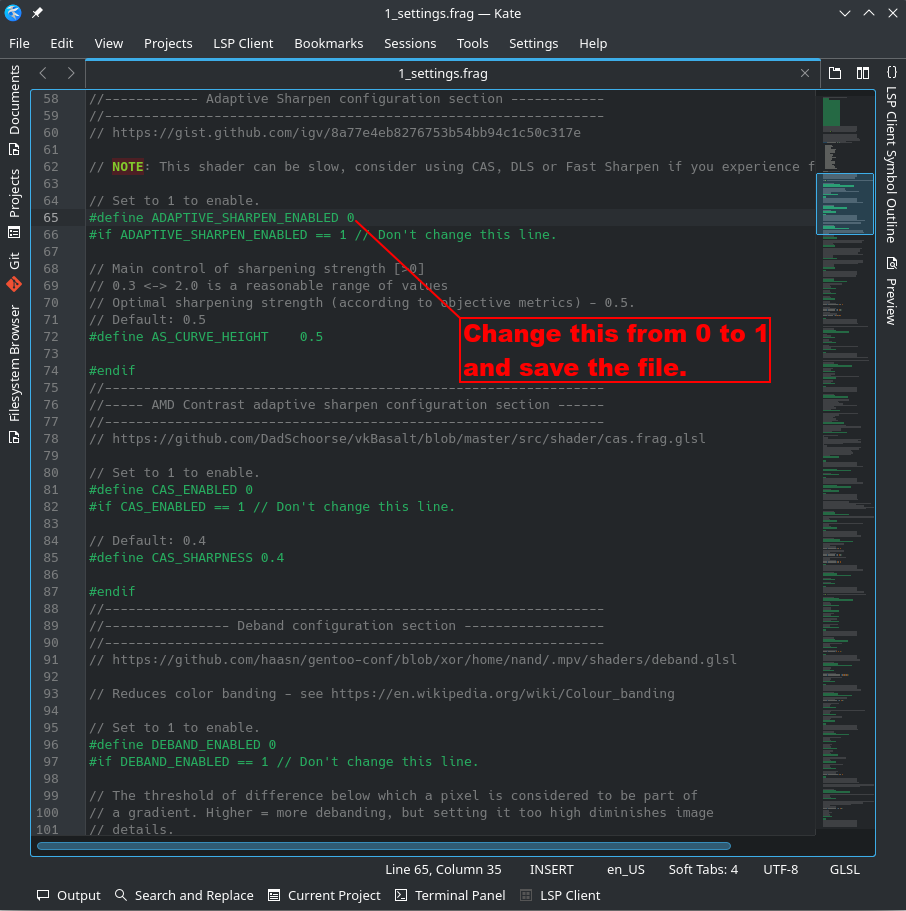 1_settings.frag — Kate
File Edit View Projects LSP Client Bookmarks Sessions Tools Settings Help
1_settings.frag
Documents
Projects
Git
Filesystem Browser
58 //------------ Adaptive Sharpen configuration section ------------
59 //----------------------------------------------------------------
60 // https://gist.github.com/igv/8a77e4eb8276753b54bb94c1c50c317e
61
62 // NOTE: This shader can be slow, consider using CAS, DLS or Fast Sharpen if you experience f
63
64 // Set to 1 to enable.
65 #define ADAPTIVE_SHARPEN_ENABLED 0
66 #if ADAPTIVE_SHARPEN_ENABLED == 1 // Don't change this line.
67
68 // Main control of sharpening strength [>0]
69 // 0.3 <-> 2.0 is a reasonable range of values
70 // Optimal sharpening strength (according to objective metrics) - 0.5.
71 // Default: 0.5
72 #define AS_CURVE_HEIGHT    0.5
73
74 #endif
75 //----------------------------------------------------------------
76 //----- AMD Contrast adaptive sharpen configuration section ------
77 //----------------------------------------------------------------
78 // https://github.com/DadSchoorse/vkBasalt/blob/master/src/shader/cas.frag.glsl
79
80 // Set to 1 to enable.
81 #define CAS_ENABLED 0
82 #if CAS_ENABLED == 1 // Don't change this line.
83
84 // Default: 0.4
85 #define CAS_SHARPNESS 0.4
86
87 #endif
88 //----------------------------------------------------------------
89 //---------------- Deband configuration section ------------------
90 //----------------------------------------------------------------
91 // https://github.com/haasn/gentoo-conf/blob/xor/home/nand/.mpv/shaders/deband.glsl
92
93 // Reduces color banding - see https://en.wikipedia.org/wiki/Colour_banding
94
95 // Set to 1 to enable.
96 #define DEBAND_ENABLED 0
97 #if DEBAND_ENABLED == 1 // Don't change this line.
98
99 // The threshold of difference below which a pixel is considered to be part of
100 // a gradient. Higher = more debanding, but setting it too high diminishes image
101 // details.
Change this from 0 to 1
and save the file.
{} LSP Client Symbol Outline
Preview
Line 65, Column 35 INSERT en_US Soft Tabs: 4 UTF-8 GLSL
Output Search and Replace Current Project Terminal Panel LSP Client